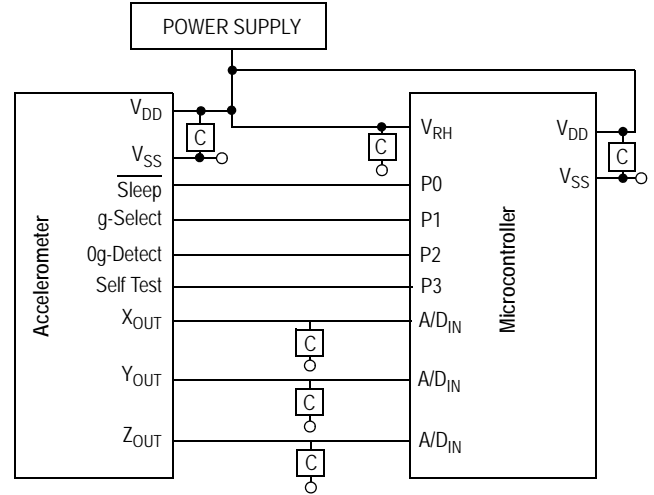 POWER SUPPLY
Accelerometer
VDD
VSS
Sleep
g-Select
0g-Detect
Self Test
XOUT
YOUT
ZOUT
C
C
C
C
C
C
VRH
P0
P1
P2
P3
A/DIN
A/DIN
A/DIN
Microcontroller
VDD
VSS